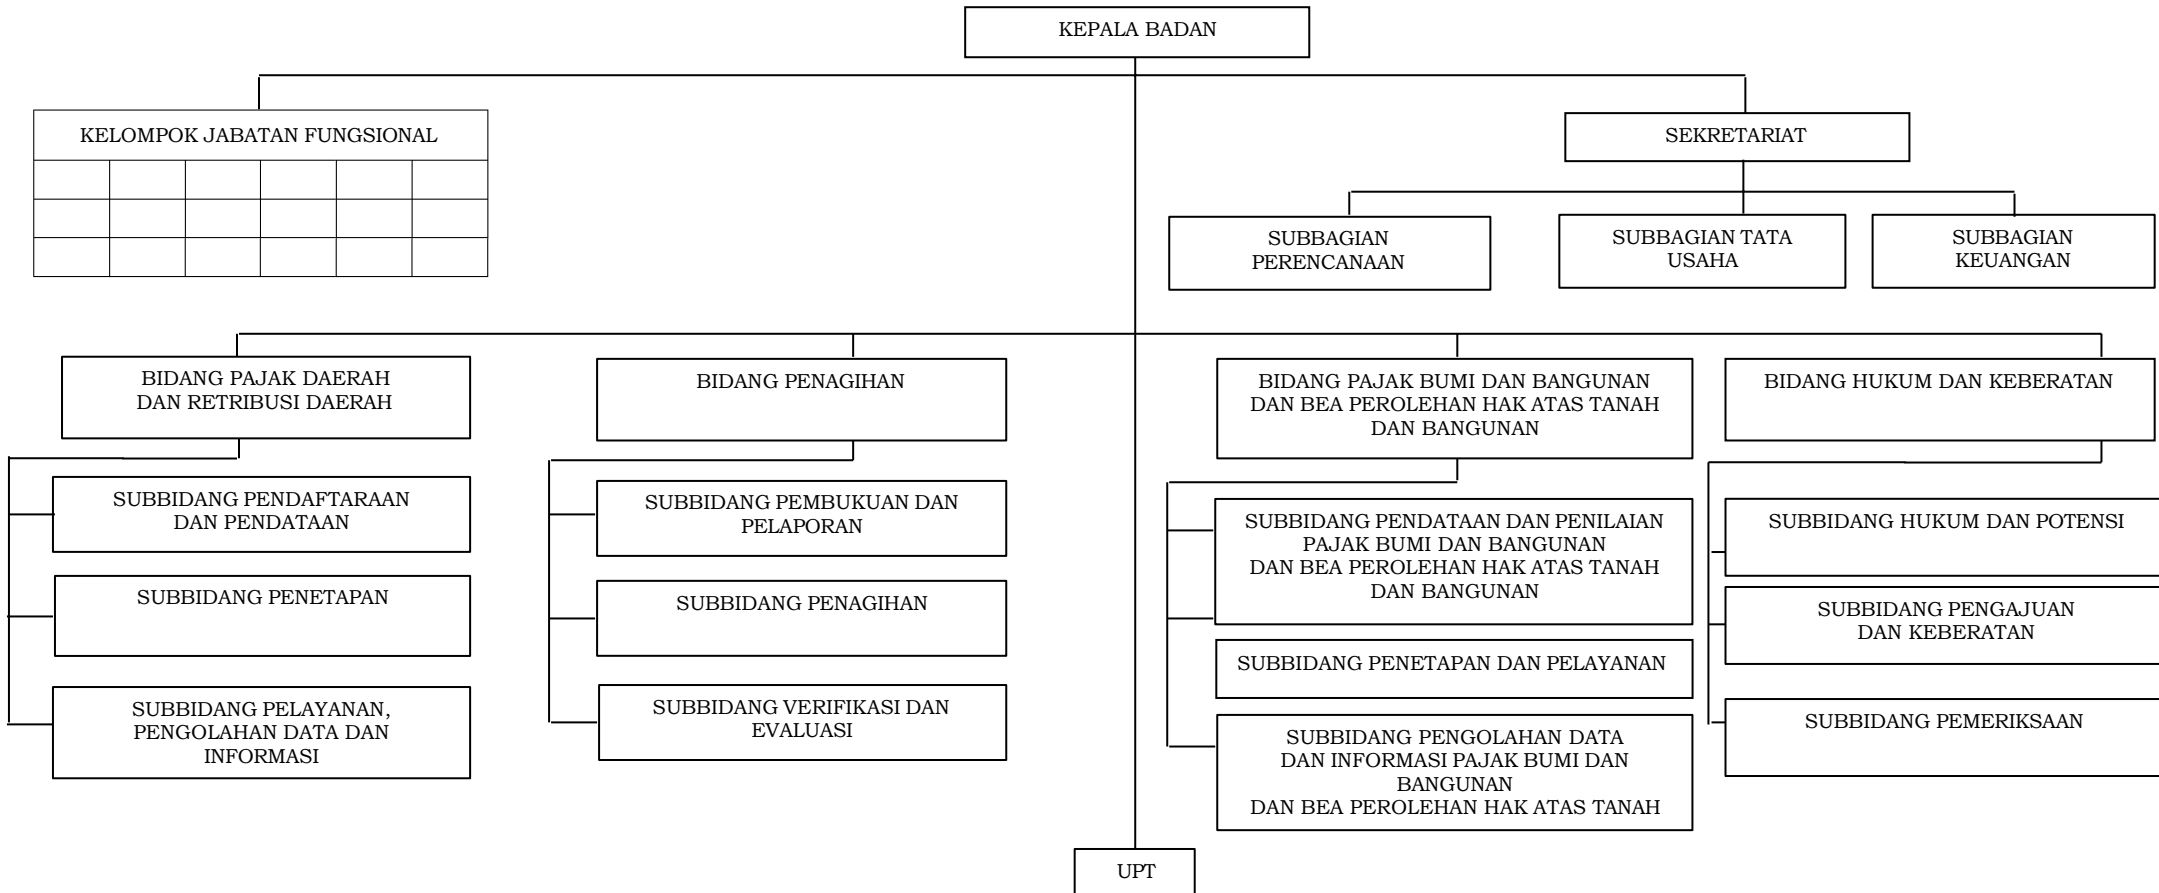 KEPALA BADAN
KELOMPOK JABATAN FUNGSIONAL
SEKRETARIAT
SUBBAGIAN
PERENCANAAN
SUBBAGIAN TATA
USAHA
SUBBAGIAN
KEUANGAN
BIDANG PAJAK DAERAH
DAN RETRIBUSI DAERAH
SUBBIDANG PENDAFTARAAN
DAN PENDATAAN
SUBBIDANG PENETAPAN
SUBBIDANG PELAYANAN,
PENGOLAHAN DATA DAN
INFORMASI
BIDANG PENAGIHAN
SUBBIDANG PEMBUKUAN DAN
PELAPORAN
SUBBIDANG PENAGIHAN
SUBBIDANG VERIFIKASI DAN
EVALUASI
BIDANG PAJAK BUMI DAN BANGUNAN
DAN BEA PEROLEHAN HAK ATAS TANAH
DAN BANGUNAN
SUBBIDANG PENDATAAN DAN PENILAIAN
PAJAK BUMI DAN BANGUNAN
DAN BEA PEROLEHAN HAK ATAS TANAH
DAN BANGUNAN
SUBBIDANG PENETAPAN DAN PELAYANAN
SUBBIDANG PENGOLAHAN DATA
DAN INFORMASI PAJAK BUMI DAN
BANGUNAN
DAN BEA PEROLEHAN HAK ATAS TANAH
BIDANG HUKUM DAN KEBERATAN
SUBBIDANG HUKUM DAN POTENSI
SUBBIDANG PENGAJUAN
DAN KEBERATAN
SUBBIDANG PEMERIKSAAN
UPT